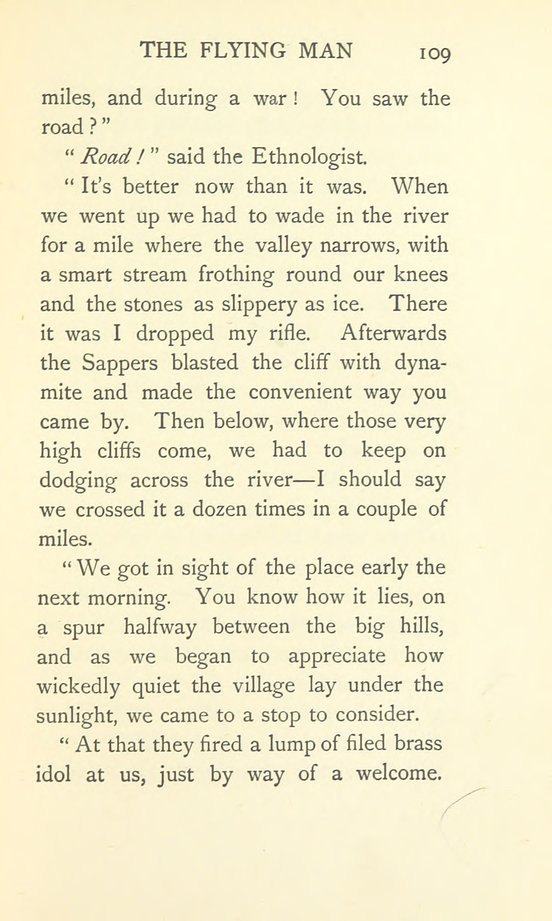 THE FLYING MAN 109
miles, and during a war! You saw the
road?"
"Road!" said the Ethnologist.
"It's better now than it was. When
we went up we had to wade in the river
for a mile where the valley narrows, with
a smart stream frothing round our knees
and the stones as slippery as ice. There
it was I dropped my rifle. Afterwards
the Sappers blasted the cliff with dyna-
mite and made the convenient way you
came by. Then below, where those very
high cliffs come, we had to keep on
dodging across the river—I should say
we crossed it a dozen times in a couple of
miles.
"We got in sight of the place early the
next morning. You know how it lies, on
a spur halfway between the big hills,
and as we began to appreciate how
wickedly quiet the village lay under the
sunlight, we came to a stop to consider.
"At that they fired a lump of filed brass
idol at us, just by way of a welcome.